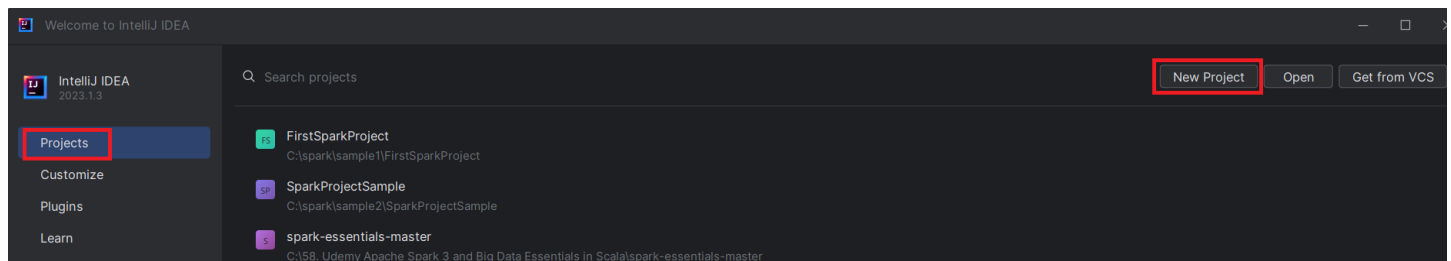 Welcome to IntelliJ IDEA
IntelliJ IDEA
2023.1.3
Search projects
New Project
Open
Get from VCS
Projects
Customize
Plugins
Learn
FS
FirstSparkProject
C:\spark\sample1\FirstSparkProject
SP
SparkProjectSample
C:\spark\sample2\SparkProjectSample
S
spark-essentials-master
C:\58. Udemy Apache Spark 3 and Big Data Essentials in Scala\spark-essentials-master